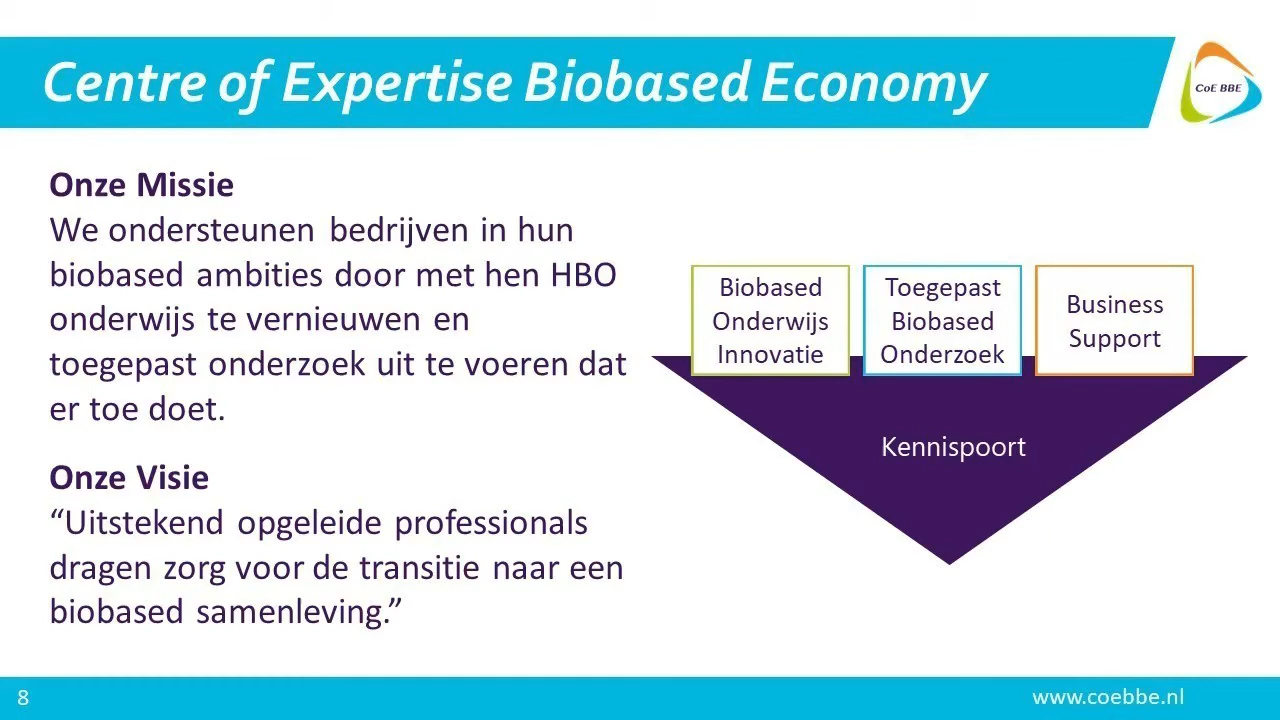 Centre of Expertise Biobased Economy
CoE BBE
Onze Missie
We ondersteunen bedrijven in hun
biobased ambities door met hen HBO
onderwijs te vernieuwen en
toegepast onderzoek uit te voeren dat
er toe doet.
Onze Visie
“Uitstekend opgeleide professionals
dragen zorg voor de transitie naar een
biobased samenleving.”
Biobased
Onderwijs
Innovatie
Toegepast
Biobased
Onderzoek
Business
Support
Kennispoort
8
www.coebbe.nl